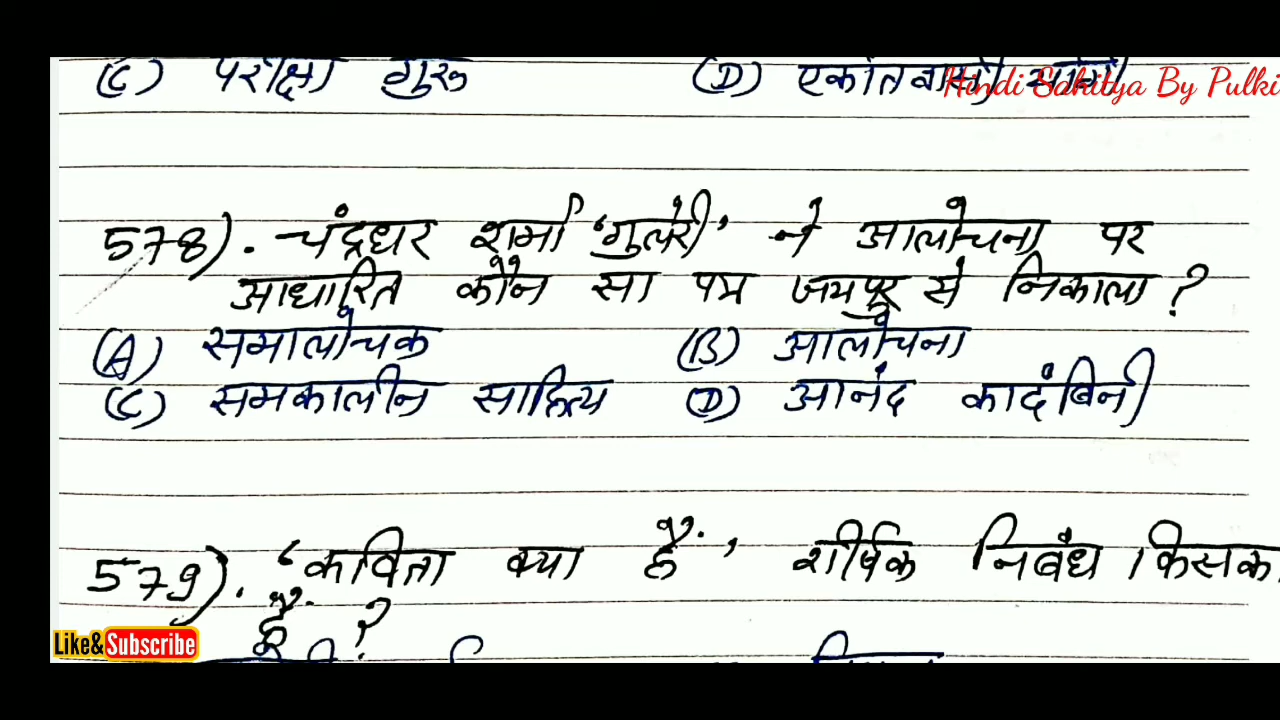 (C) परीक्षा गुरु (D) एकांतवासी योगी
Hindi Sahitya By Pulki
578). चंद्रधर शर्मा 'गुलेरी' ने आलोचना पर
आधारित कौन सा पत्र जयपुर से निकाला ?
(A) समालोचक (B) आलोचना
(C) समकालीन साहित्य (D) आनंद कादंबिनी
579). 'कविता क्या है' शीर्षक निबंध किसका
है ?
Like& Subscribe